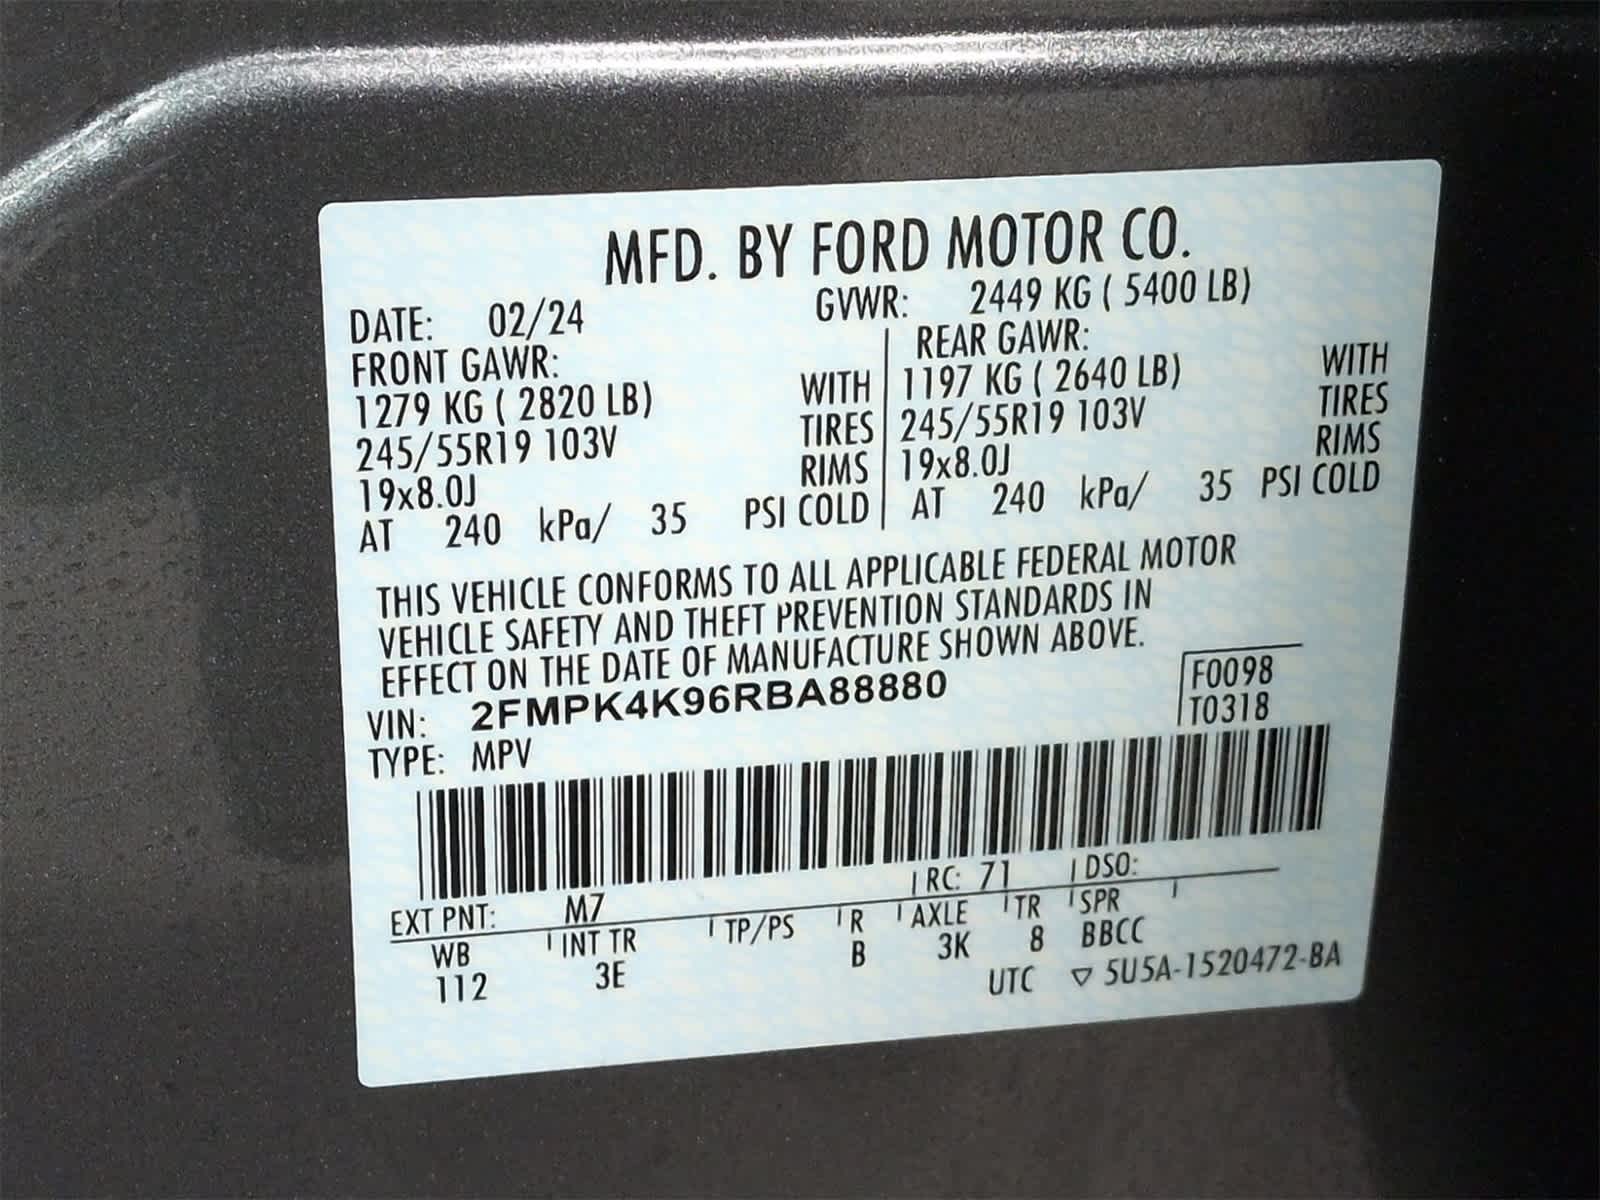 MFD. BY FORD MOTOR CO.
DATE: 02/24 GVWR: 2449 KG ( 5400 LB)
FRONT GAWR: REAR GAWR:
1279 KG ( 2820 LB) WITH 1197 KG ( 2640 LB) WITH
245/55R19 103V TIRES 245/55R19 103V TIRES
19x8.0J RIMS 19x8.0J RIMS
AT 240 kPa/ 35 PSI COLD AT 240 kPa/ 35 PSI COLD
THIS VEHICLE CONFORMS TO ALL APPLICABLE FEDERAL MOTOR
VEHICLE SAFETY AND THEFT PREVENTION STANDARDS IN
EFFECT ON THE DATE OF MANUFACTURE SHOWN ABOVE.
VIN: 2FMPK4K96RBA88880 F0098
TYPE: MPV T0318
EXT PNT: M7 RC: 71 DSO:
WB INT TR TP/PS R AXLE TR SPR
112 3E B 3K 8 BBCC
UTC ▽ 5U5A-1520472-BA